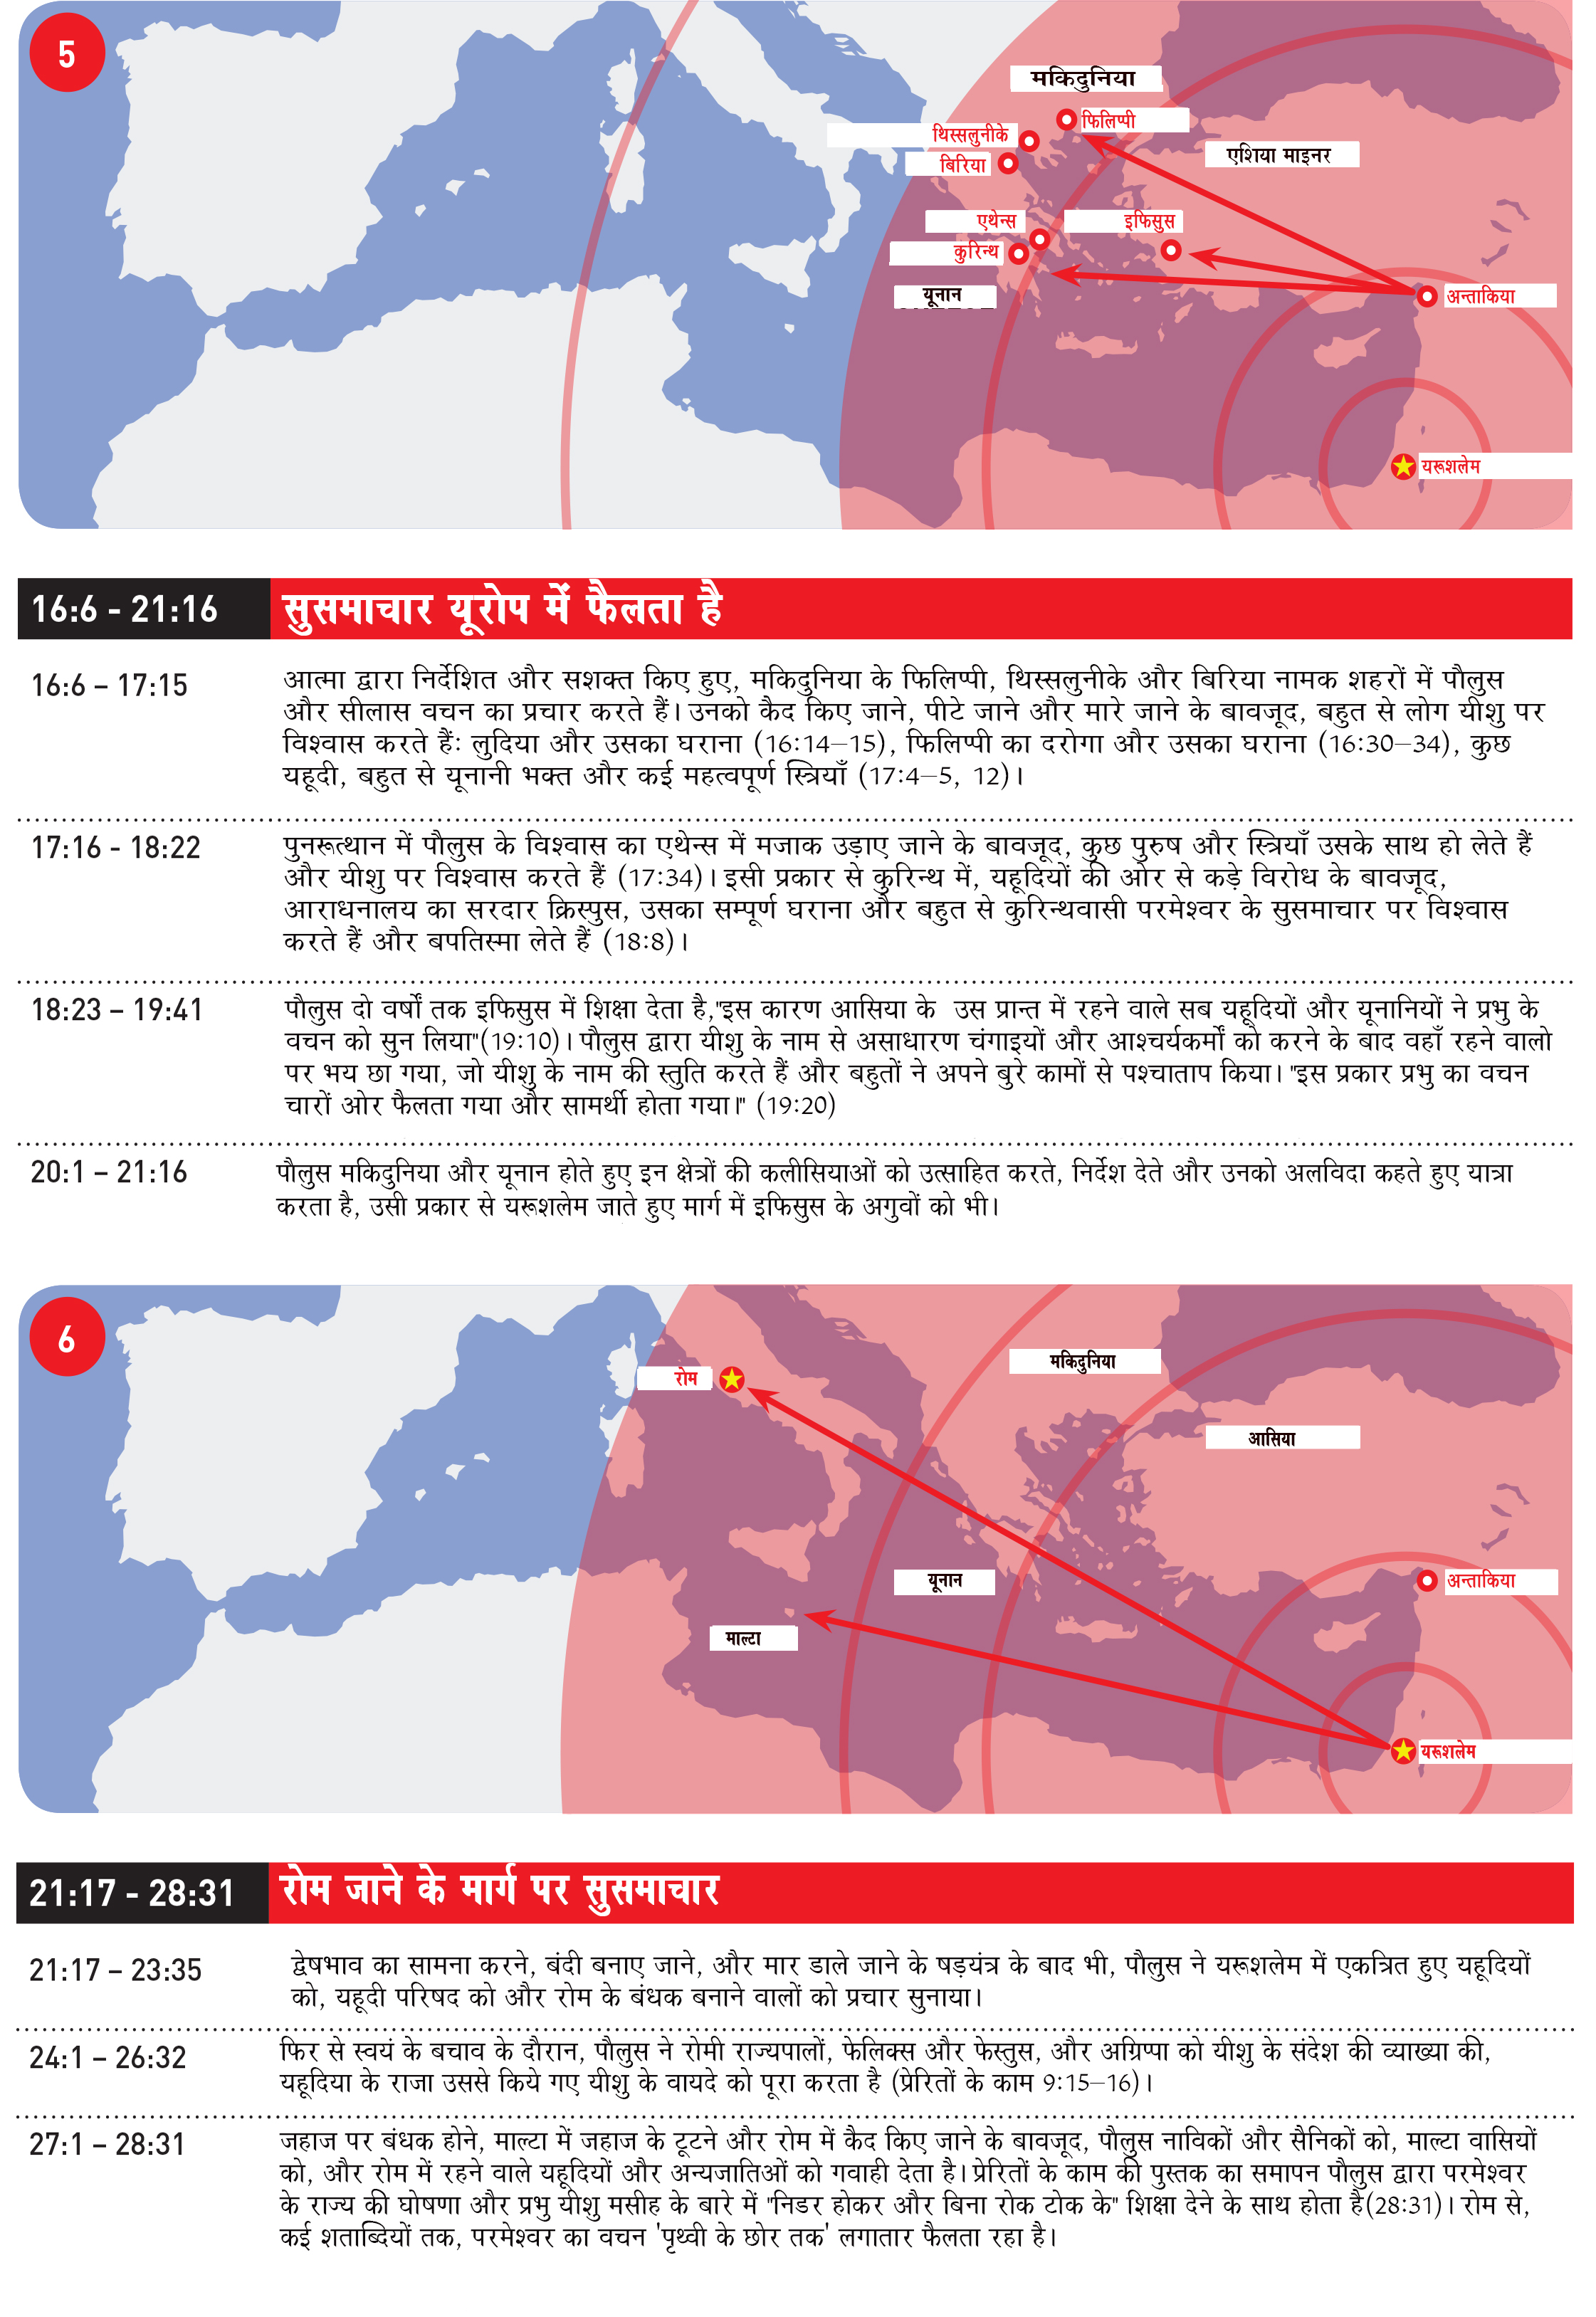 5
मकिदुनिया
फिलिप्पी
थिस्सलुनीके
बिरिया
एशिया माइनर
एथेन्स
इफिसुस
कुरिन्थ
यूनान
अन्ताकिया
यरूशलेम
16:6 - 21:16 सुसमाचार यूरोप में फैलता है
16:6 – 17:15 आत्मा द्वारा निर्देशित और सशक्त किए हुए, मकिदुनिया के फिलिप्पी, थिस्सलुनीके और बिरिया नामक शहरों में पौलुस
और सीलास वचन का प्रचार करते हैं। उनको कैद किए जाने, पीटे जाने और मारे जाने के बावजूद, बहुत से लोग यीशु पर
विश्वास करते हैंः लुदिया और उसका घराना (16:14–15), फिलिप्पी का दरोगा और उसका घराना (16:30–34), कुछ
यहूदी, बहुत से यूनानी भक्त और कई महत्वपूर्ण स्त्रियाँ (17:4–5, 12)।
17:16 - 18:22 पुनरूत्थान में पौलुस के विश्वास का एथेन्स में मजाक उड़ाए जाने के बावजूद, कुछ पुरुष और स्त्रियाँ उसके साथ हो लेते हैं
और यीशु पर विश्वास करते हैं (17:34)। इसी प्रकार से कुरिन्थ में, यहूदियों की ओर से कड़े विरोध के बावजूद,
आराधनालय का सरदार क्रिस्पुस, उसका सम्पूर्ण घराना और बहुत से कुरिन्थवासी परमेश्वर के सुसमाचार पर विश्वास
करते हैं और बपतिस्मा लेते हैं (18:8)।
18:23 – 19:41 पौलुस दो वर्षों तक इफिसुस में शिक्षा देता है,"इस कारण आसिया के उस प्रान्त में रहने वाले सब यहूदियों और यूनानियों ने प्रभु के
वचन को सुन लिया"(19:10)। पौलुस द्वारा यीशु के नाम से असाधारण चंगाइयों और आश्चर्यकर्मों को करने के बाद वहाँ रहने वालो
पर भय छा गया, जो यीशु के नाम की स्तुति करते हैं और बहुतों ने अपने बुरे कामों से पश्चाताप किया। "इस प्रकार प्रभु का वचन
चारों ओर फैलता गया और सामर्थी होता गया।" (19:20)
20:1 – 21:16 पौलुस मकिदुनिया और यूनान होते हुए इन क्षेत्रों की कलीसियाओं को उत्साहित करते, निर्देश देते और उनको अलविदा कहते हुए यात्रा
करता है, उसी प्रकार से यरूशलेम जाते हुए मार्ग में इफिसुस के अगुवों को भी।
6
मकिदुनिया
रोम
आसिया
यूनान
अन्ताकिया
माल्टा
यरूशलेम
21:17 - 28:31 रोम जाने के मार्ग पर सुसमाचार
21:17 – 23:35 द्वेषभाव का सामना करने, बंदी बनाए जाने, और मार डाले जाने के षड़यंत्र के बाद भी, पौलुस ने यरूशलेम में एकत्रित हुए यहूदियों
को, यहूदी परिषद को और रोम के बंधक बनाने वालों को प्रचार सुनाया।
24:1 – 26:32 फिर से स्वयं के बचाव के दौरान, पौलुस ने रोमी राज्यपालों, फेलिक्स और फेस्तुस, और अग्रिप्पा को यीशु के संदेश की व्याख्या की,
यहूदिया के राजा उससे किये गए यीशु के वायदे को पूरा करता है (प्रेरितों के काम 9:15–16)।
27:1 – 28:31 जहाज पर बंधक होने, माल्टा में जहाज के टूटने और रोम में कैद किए जाने के बावजूद, पौलुस नाविकों और सैनिकों को, माल्टा वासियों
को, और रोम में रहने वाले यहूदियों और अन्यजातिओं को गवाही देता है। प्रेरितों के काम की पुस्तक का समापन पौलुस द्वारा परमेश्वर
के राज्य की घोषणा और प्रभु यीशु मसीह के बारे में "निडर होकर और बिना रोक टोक के" शिक्षा देने के साथ होता है(28:31)। रोम से,
कई शताब्दियों तक, परमेश्वर का वचन 'पृथ्वी के छोर तक' लगातार फैलता रहा है।